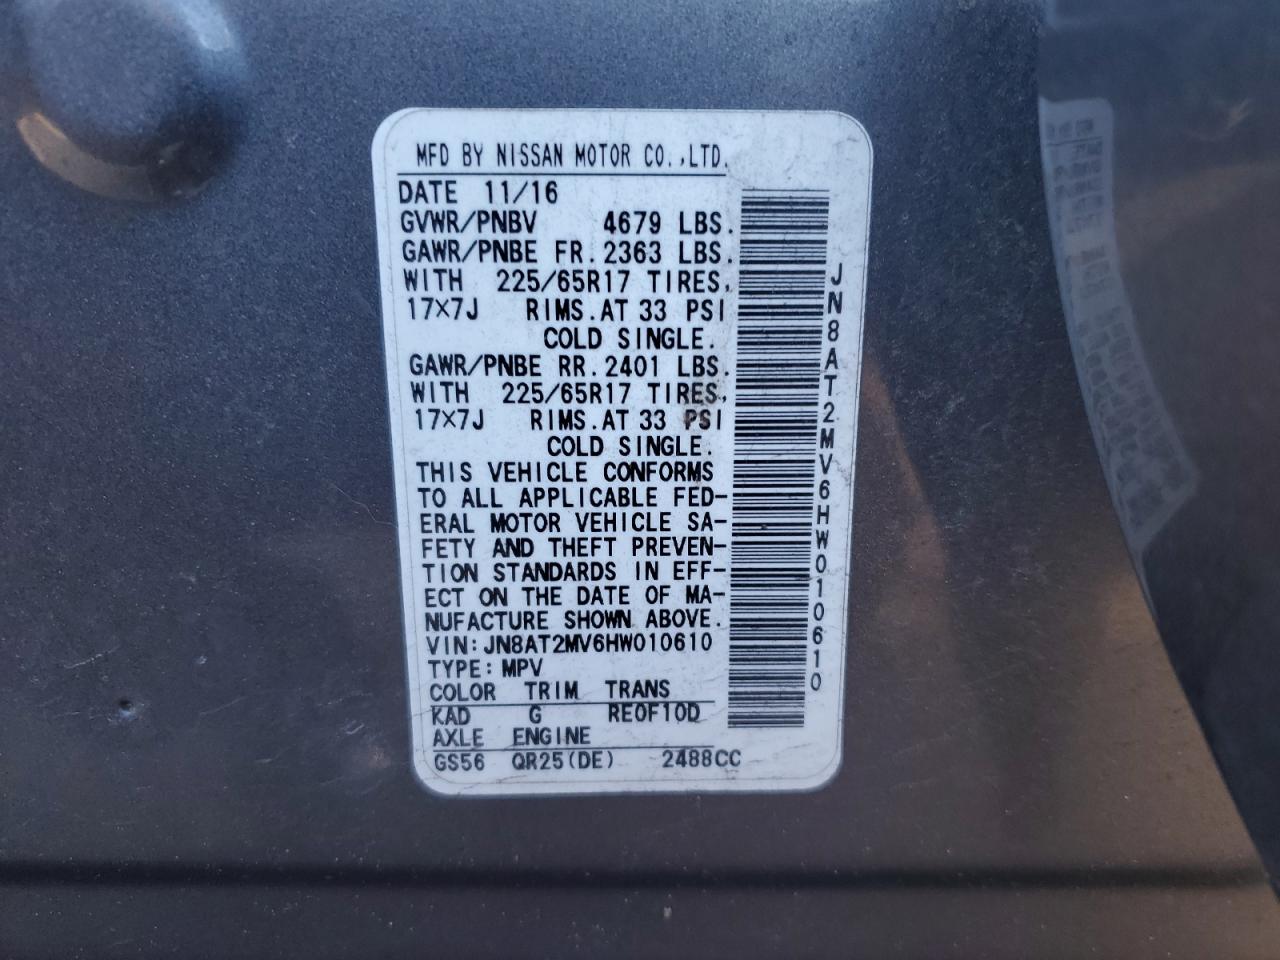 MFD BY NISSAN MOTOR CO.,LTD.
DATE 11/16
GVWR/PNBV 4679 LBS.
GAWR/PNBE FR. 2363 LBS.
WITH 225/65R17 TIRES,
17X7J RIMS.AT 33 PSI
COLD SINGLE.
GAWR/PNBE RR. 2401 LBS.
WITH 225/65R17 TIRES,
17X7J RIMS.AT 33 PSI
COLD SINGLE.
THIS VEHICLE CONFORMS
TO ALL APPLICABLE FED-
ERAL MOTOR VEHICLE SA-
FETY AND THEFT PREVEN-
TION STANDARDS IN EFF-
ECT ON THE DATE OF MA-
NUFACTURE SHOWN ABOVE.
VIN:JN8AT2MV6HW010610
TYPE:MPV
COLOR TRIM TRANS
KAD G RE0F10D
AXLE ENGINE
GS56 QR25(DE) 2488CC
JN8AT2MV6HW010610